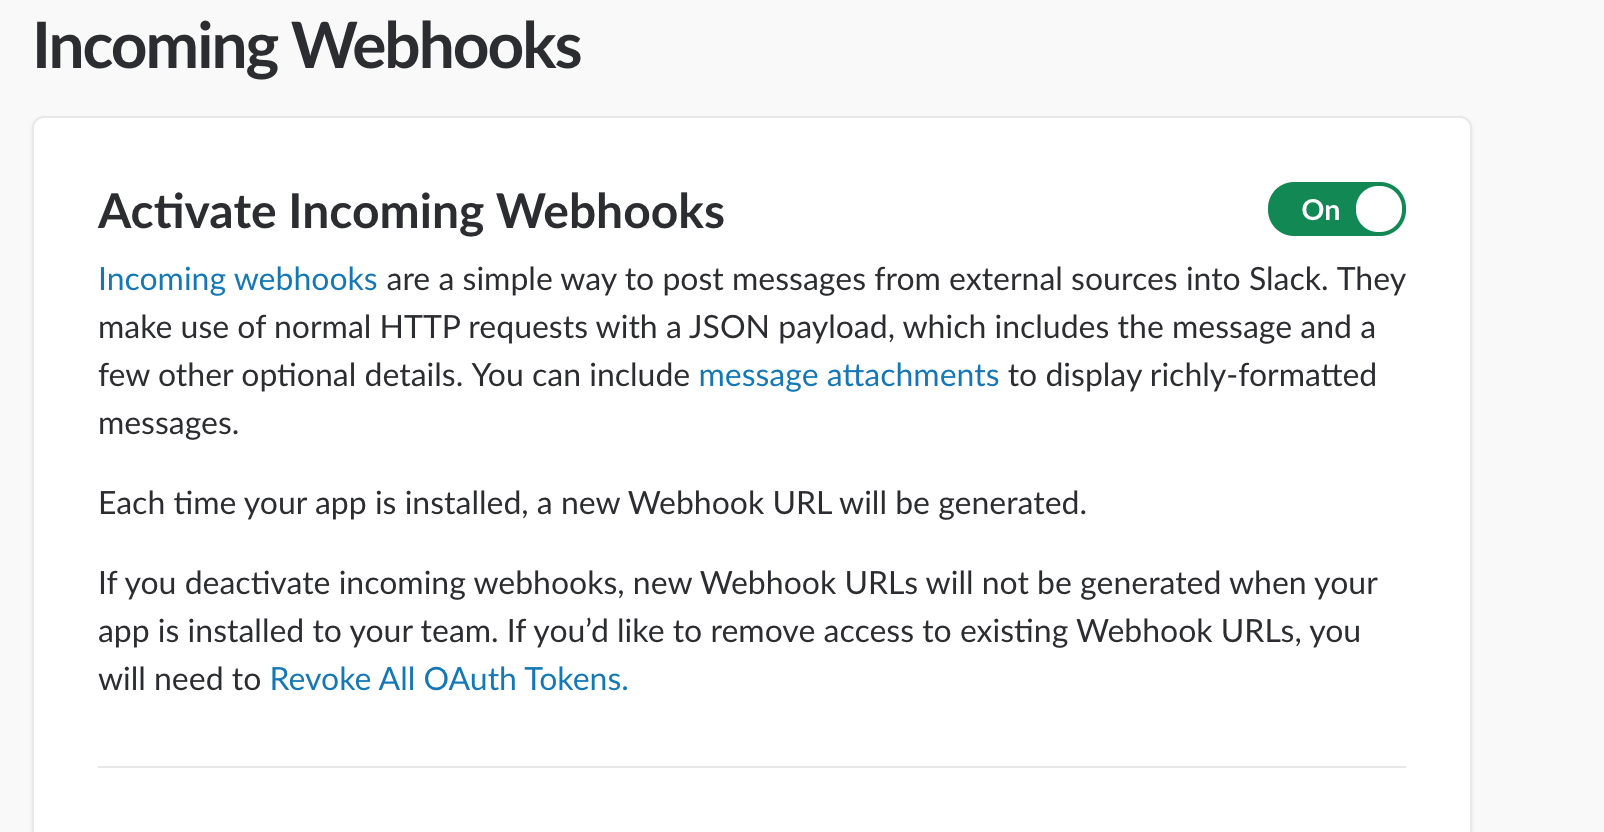 Incoming Webhooks
Activate Incoming Webhooks
On
Incoming webhooks are a simple way to post messages from external sources into Slack. They
make use of normal HTTP requests with a JSON payload, which includes the message and a
few other optional details. You can include message attachments to display richly-formatted
messages.
Each time your app is installed, a new Webhook URL will be generated.
If you deactivate incoming webhooks, new Webhook URLs will not be generated when your
app is installed to your team. If you’d like to remove access to existing Webhook URLs, you
will need to Revoke All OAuth Tokens.